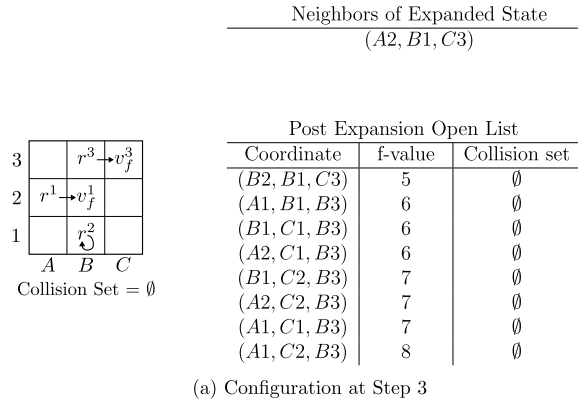 Neighbors of Expanded State
(A2, B1, C3)
Post Expansion Open List
Coordinate f-value Collision set
(B2, B1, C3) 5 ∅
(A1, B1, B3) 6 ∅
(B1, C1, B3) 6 ∅
(A2, C1, B3) 6 ∅
(B1, C2, B3) 7 ∅
(A2, C2, B3) 7 ∅
(A1, C1, B3) 7 ∅
(A1, C2, B3) 8 ∅
3 r³ → v³_f
2 r¹ → v¹_f
1 r²
A B C
Collision Set = ∅
(a) Configuration at Step 3